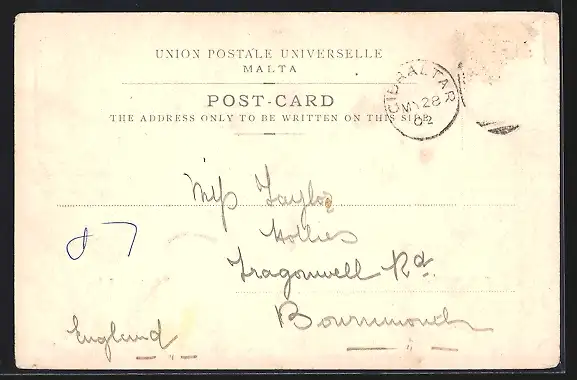 UNION POSTALE UNIVERSELLE
MALTA
POST-CARD
THE ADDRESS ONLY TO BE WRITTEN ON THIS SIDE
GIBRALTAR
MY 28
02
Miss Taylor
Hollies
Tragonwell Rd.
Bournemouth
England
87